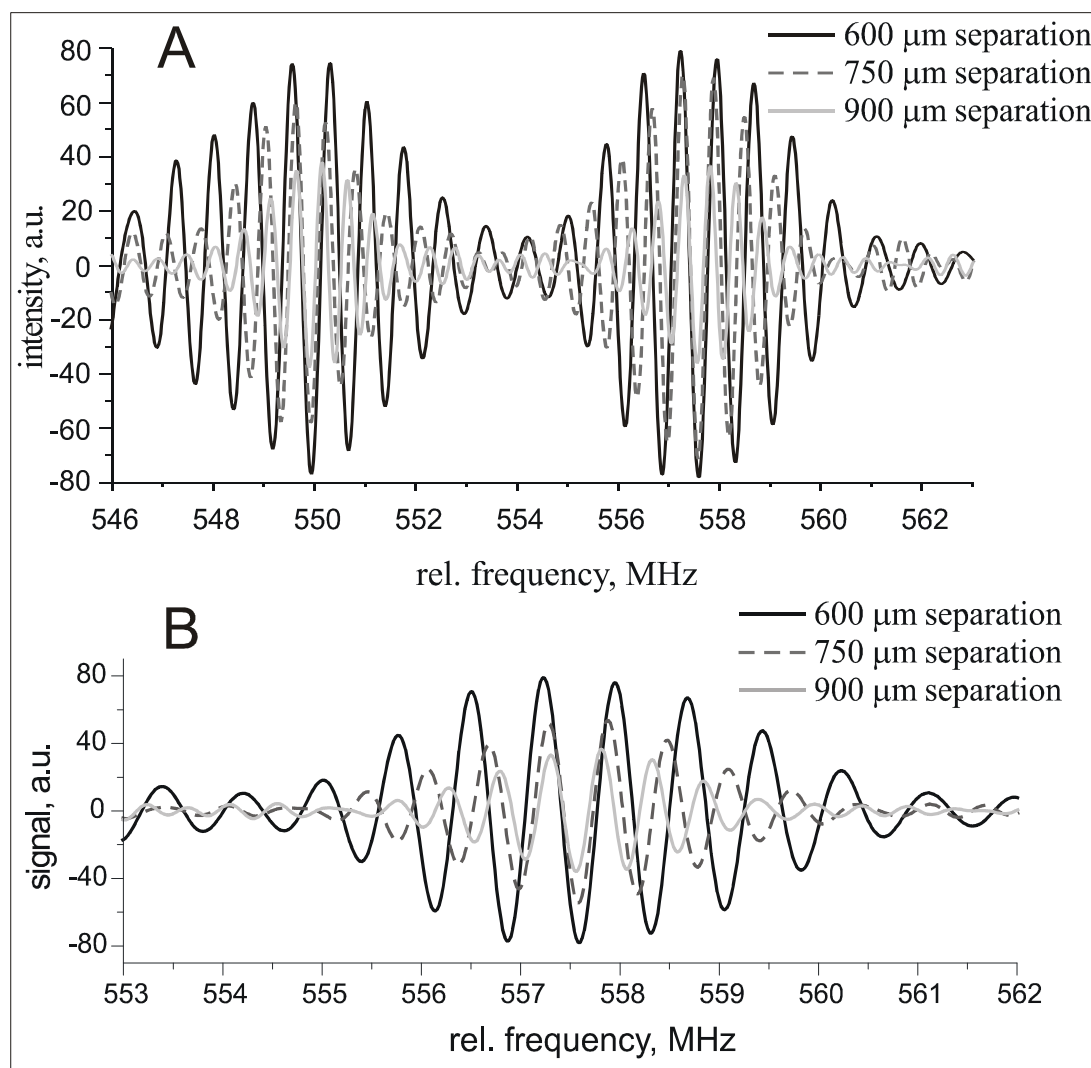 A
600 μm separation
750 μm separation
900 μm separation
80
60
40
20
0
-20
-40
-60
-80
intensity, a.u.
546 548 550 552 554 556 558 560 562
rel. frequency, MHz
B
600 μm separation
750 μm separation
900 μm separation
80
40
0
-40
-80
signal, a.u.
553 554 555 556 557 558 559 560 561 562
rel. frequency, MHz